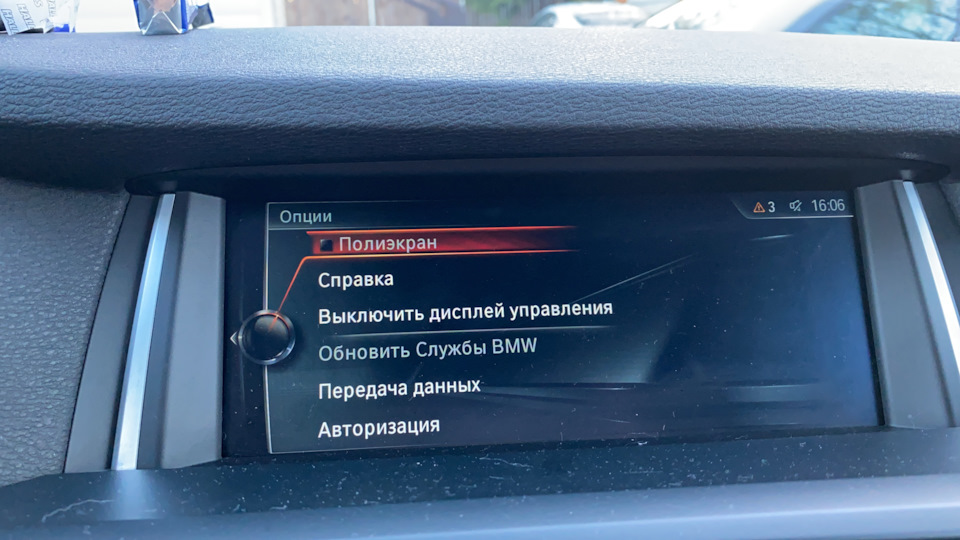 Опции
3 16:06
Полиэкран
Справка
Выключить дисплей управления
Обновить Службы BMW
Передача данных
Авторизация